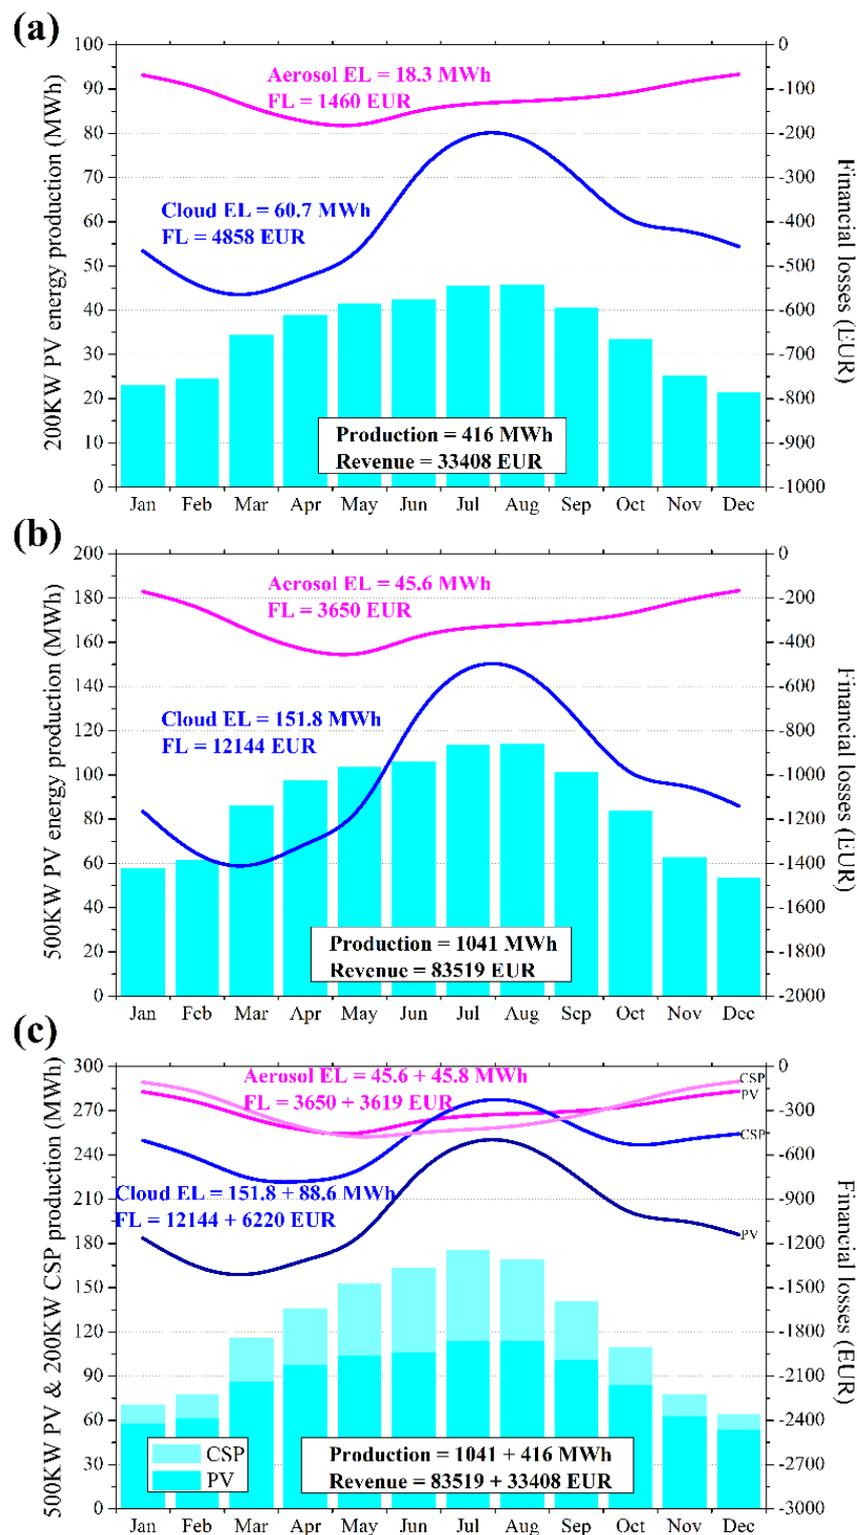 (a)
200KW PV energy production (MWh)
100
90
80
70
60
50
40
30
20
10
0
Aerosol EL = 18.3 MWh
FL = 1460 EUR
Cloud EL = 60.7 MWh
FL = 4858 EUR
Production = 416 MWh
Revenue = 33408 EUR
0
-100
-200
-300
-400
-500
-600
-700
-800
-900
-1000
Financial losses (EUR)
Jan Feb Mar Apr May Jun Jul Aug Sep Oct Nov Dec
(b)
500KW PV energy production (MWh)
200
180
160
140
120
100
80
60
40
20
0
Aerosol EL = 45.6 MWh
FL = 3650 EUR
Cloud EL = 151.8 MWh
FL = 12144 EUR
Production = 1041 MWh
Revenue = 83519 EUR
0
-200
-400
-600
-800
-1000
-1200
-1400
-1600
-1800
-2000
Financial losses (EUR)
Jan Feb Mar Apr May Jun Jul Aug Sep Oct Nov Dec
(c)
500KW PV & 200KW CSP production (MWh)
300
270
240
210
180
150
120
90
60
30
0
Aerosol EL = 45.6 + 45.8 MWh
FL = 3650 + 3619 EUR
CSP
PV
CSP
Cloud EL = 151.8 + 88.6 MWh
FL = 12144 + 6220 EUR
PV
CSP
PV
Production = 1041 + 416 MWh
Revenue = 83519 + 33408 EUR
0
-300
-600
-900
-1200
-1500
-1800
-2100
-2400
-2700
-3000
Financial losses (EUR)
Jan Feb Mar Apr May Jun Jul Aug Sep Oct Nov Dec